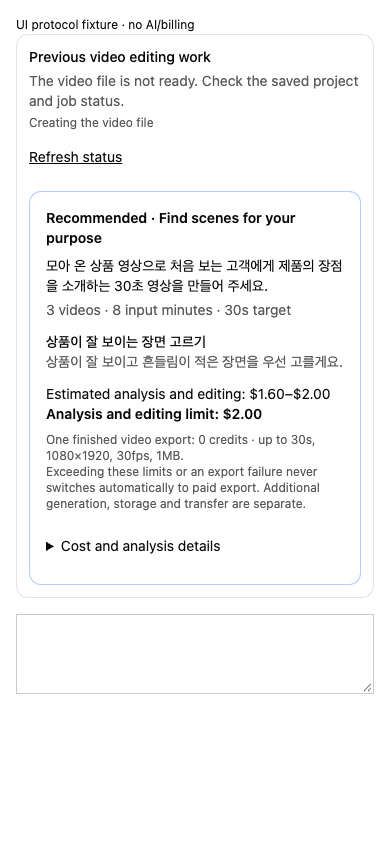 UI protocol fixture · no AI/billing
Previous video editing work
The video file is not ready. Check the saved project
and job status.
Creating the video file
Refresh status
Recommended · Find scenes for your
purpose
모아 온 상품 영상으로 처음 보는 고객에게 제품의 장점
을 소개하는 30초 영상을 만들어 주세요.
3 videos · 8 input minutes · 30s target
상품이 잘 보이는 장면 고르기
상품이 잘 보이고 흔들림이 적은 장면을 우선 고를게요.
Estimated analysis and editing: $1.60–$2.00
Analysis and editing limit: $2.00
One finished video export: 0 credits · up to 30s,
1080×1920, 30fps, 1MB.
Exceeding these limits or an export failure never
switches automatically to paid export. Additional
generation, storage and transfer are separate.
▶ Cost and analysis details